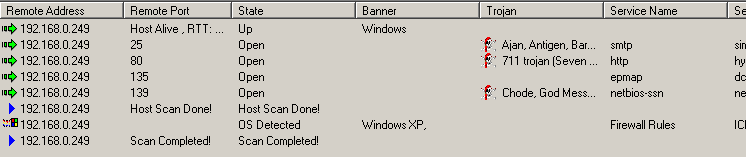 Remote Address Remote Port State Banner Trojan Service Name Se
192.168.0.249 Host Alive , RTT: ... Up Windows
192.168.0.249 25 Open Ajan, Antigen, Bar... smtp sin
192.168.0.249 80 Open 711 trojan (Seven ... http hy
192.168.0.249 135 Open epmap dc
192.168.0.249 139 Open Chode, God Mess... netbios-ssn ne
192.168.0.249 Host Scan Done! Host Scan Done!
192.168.0.249 OS Detected Windows XP, Firewall Rules ICI
192.168.0.249 Scan Completed! Scan Completed!